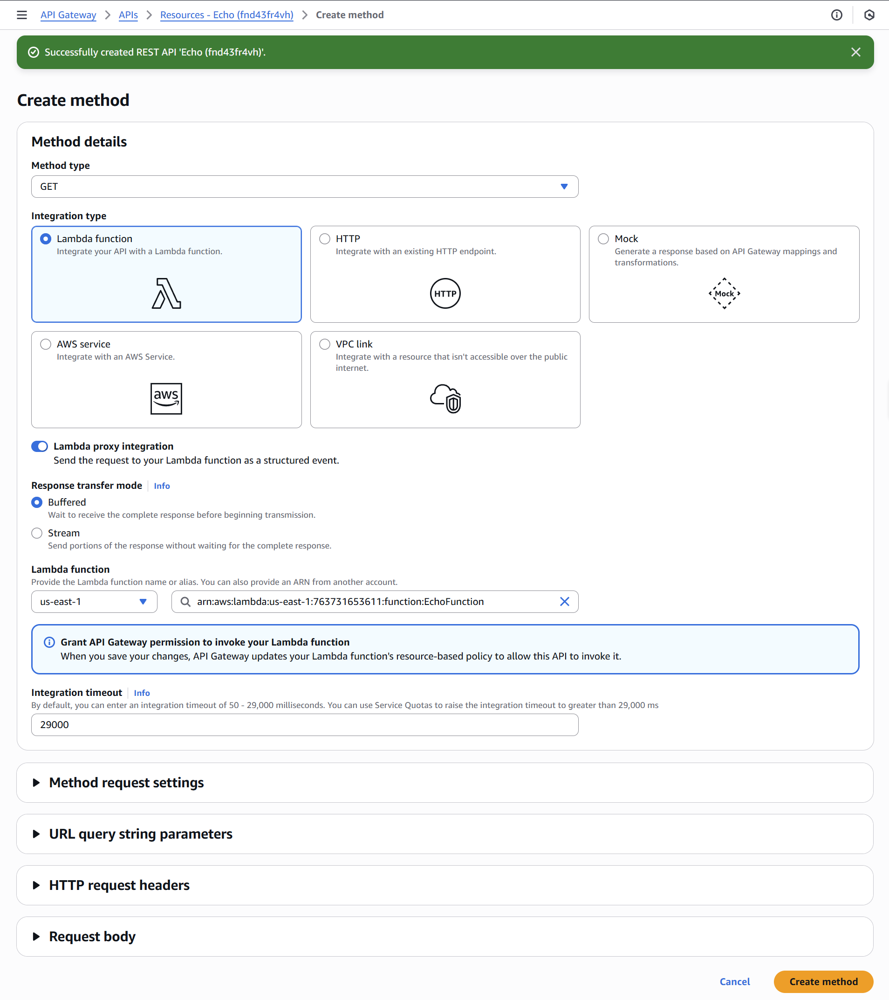 API Gateway > APIs > Resources - Echo (fnd43fr4vh) > Create method
Successfully created REST API 'Echo (fnd43fr4vh)'.
Create method
Method details
Method type
GET
Integration type
Lambda function
Integrate your API with a Lambda function.
HTTP
Integrate with an existing HTTP endpoint.
HTTP
Mock
Generate a response based on API Gateway mappings and
transformations.
Mock
AWS service
Integrate with an AWS Service.
aws
VPC link
Integrate with a resource that isn't accessible over the public
internet.
Lambda proxy integration
Send the request to your Lambda function as a structured event.
Response transfer mode Info
Buffered
Wait to receive the complete response before beginning transmission.
Stream
Send portions of the response without waiting for the complete response.
Lambda function
Provide the Lambda function name or alias. You can also provide an ARN from another account.
us-east-1 arn:aws:lambda:us-east-1:763731653611:function:EchoFunction
Grant API Gateway permission to invoke your Lambda function
When you save your changes, API Gateway updates your Lambda function's resource-based policy to allow this API to invoke it.
Integration timeout Info
By default, you can enter an integration timeout of 50 - 29,000 milliseconds. You can use Service Quotas to raise the integration timeout to greater than 29,000 ms
29000
Method request settings
URL query string parameters
HTTP request headers
Request body
Cancel Create method